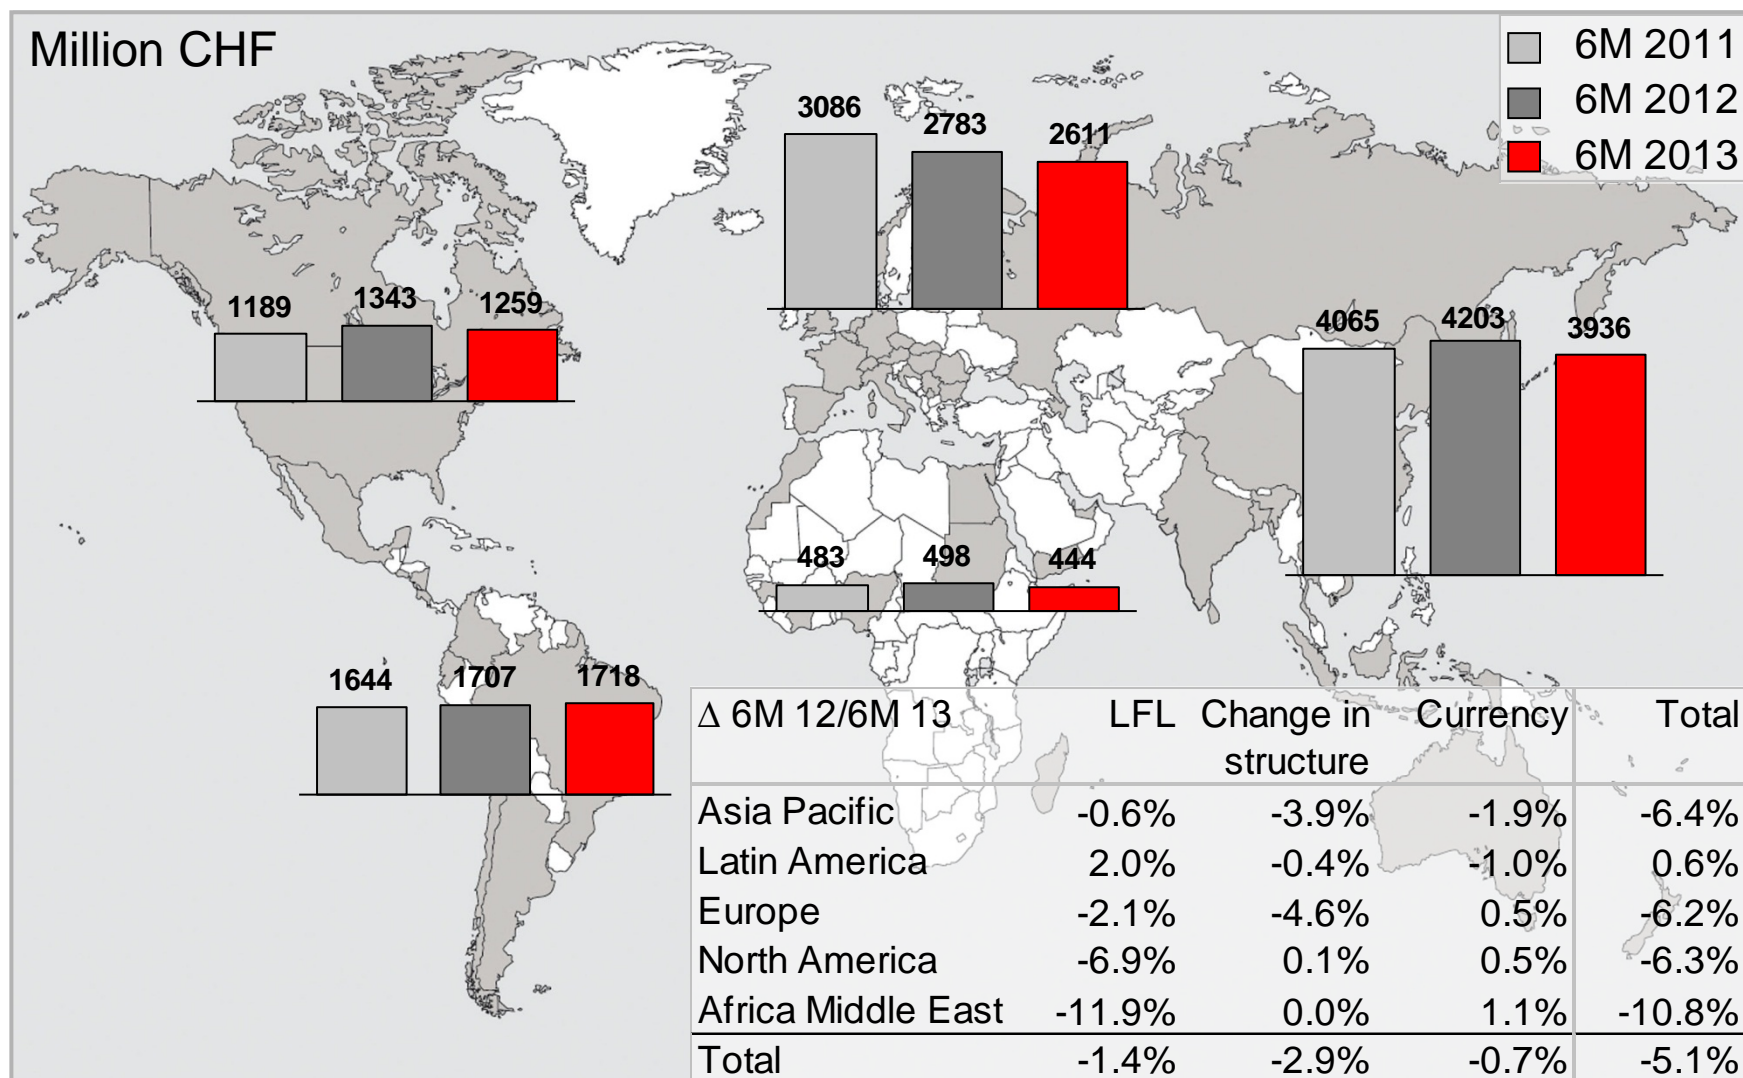 Million CHF
6M 2011
6M 2012
6M 2013
3086
2783
2611
1189
1343
1259
4065
4203
3936
483
498
444
1644
1707
1718
Δ 6M 12/6M 13 LFL Change in structure Currency Total
Asia Pacific -0.6% -3.9% -1.9% -6.4%
Latin America 2.0% -0.4% -1.0% 0.6%
Europe -2.1% -4.6% 0.5% -6.2%
North America -6.9% 0.1% 0.5% -6.3%
Africa Middle East -11.9% 0.0% 1.1% -10.8%
Total -1.4% -2.9% -0.7% -5.1%